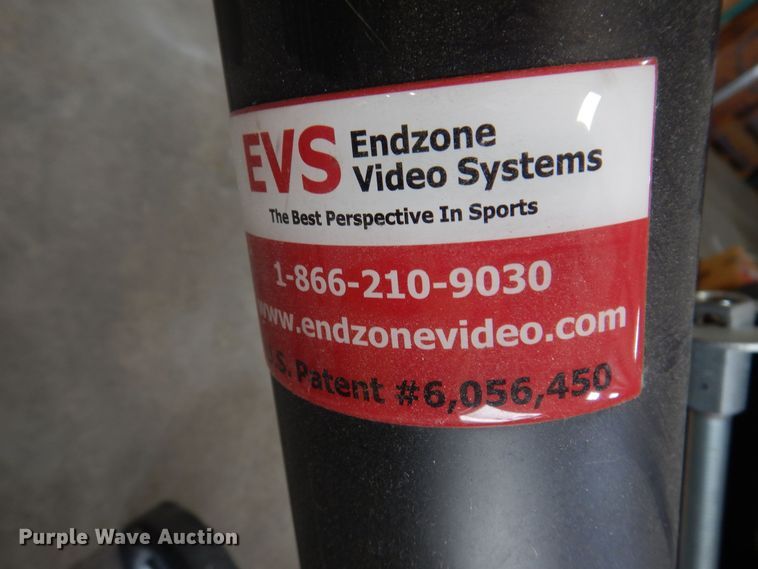 EVS Endzone
Video Systems
The Best Perspective In Sports
1-866-210-9030
www.endzonevideo.com
U.S. Patent #6,056,450
Purple Wave Auction